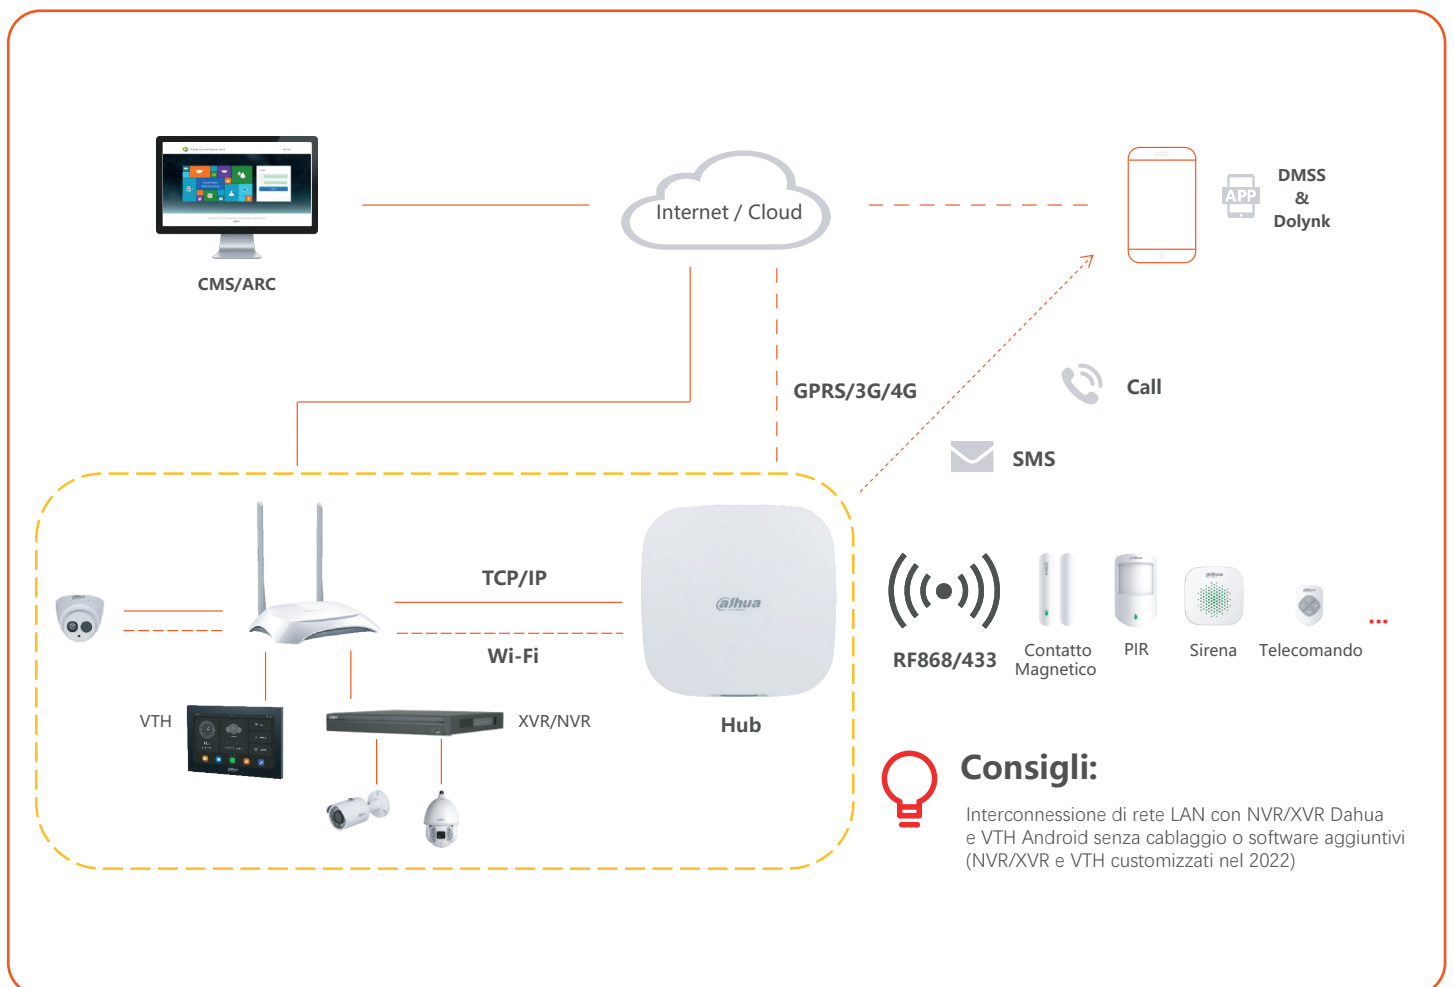 Internet / Cloud
APP
DMSS
&
Dolynk
CMS/ARC
GPRS/3G/4G
Call
SMS
TCP/IP
Wi-Fi
alhua
Hub
VTH
XVR/NVR
RF868/433
Contatto
Magnetico
PIR
Sirena
Telecomando
...
Consigli:
Interconnessione di rete LAN con NVR/XVR Dahua
e VTH Android senza cablaggio o software aggiuntivi
(NVR/XVR e VTH customizzati nel 2022)